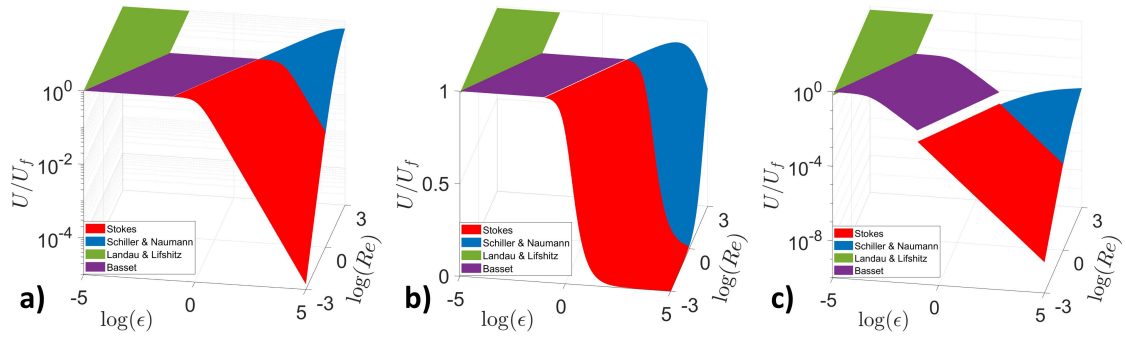 U/U_f
10^0
10^-2
10^-4
Stokes
Schiller & Naumann
Landau & Lifshitz
Basset
-5
0
5
log(ϵ)
-3
0
3
log(Re)
a)
U/U_f
1
0.5
0
Stokes
Schiller & Naumann
Landau & Lifshitz
Basset
-5
0
5
log(ϵ)
-3
0
3
log(Re)
b)
U/U_f
10^0
10^-4
10^-8
Stokes
Schiller & Naumann
Landau & Lifshitz
Basset
-5
0
5
log(ϵ)
-3
0
3
log(Re)
c)